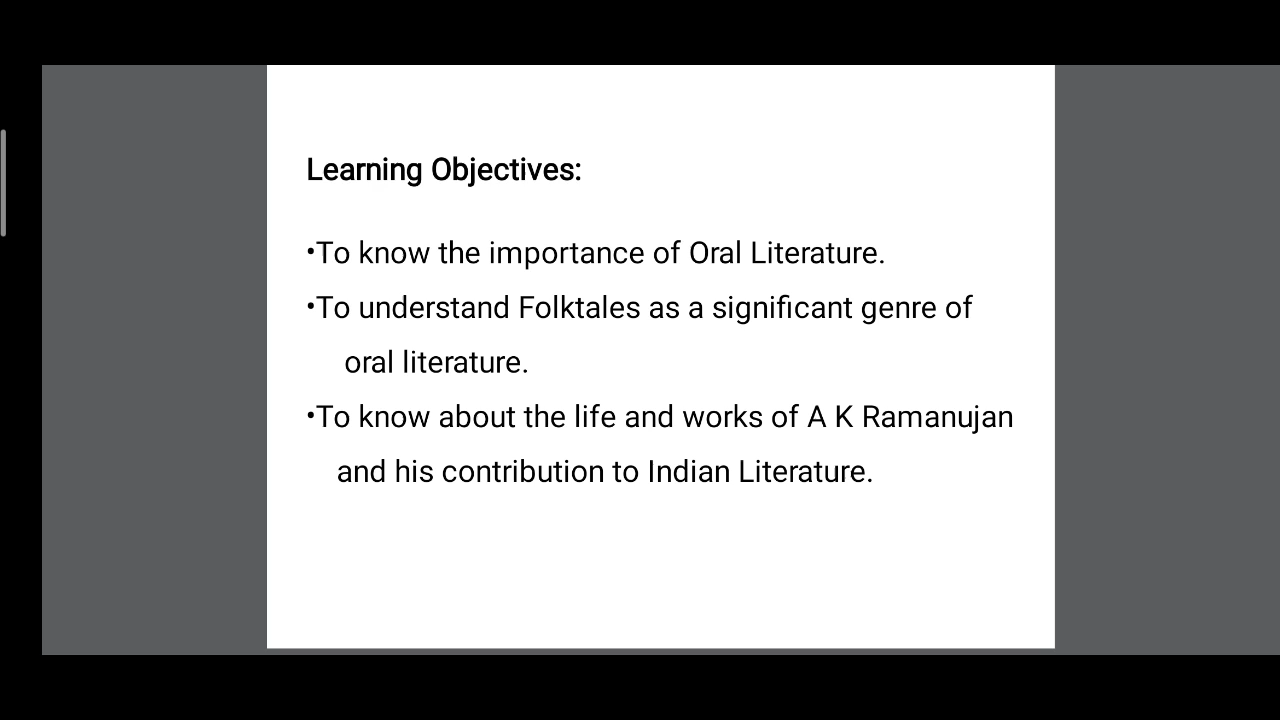 Learning Objectives:
•To know the importance of Oral Literature.
•To understand Folktales as a significant genre of
oral literature.
•To know about the life and works of A K Ramanujan
and his contribution to Indian Literature.